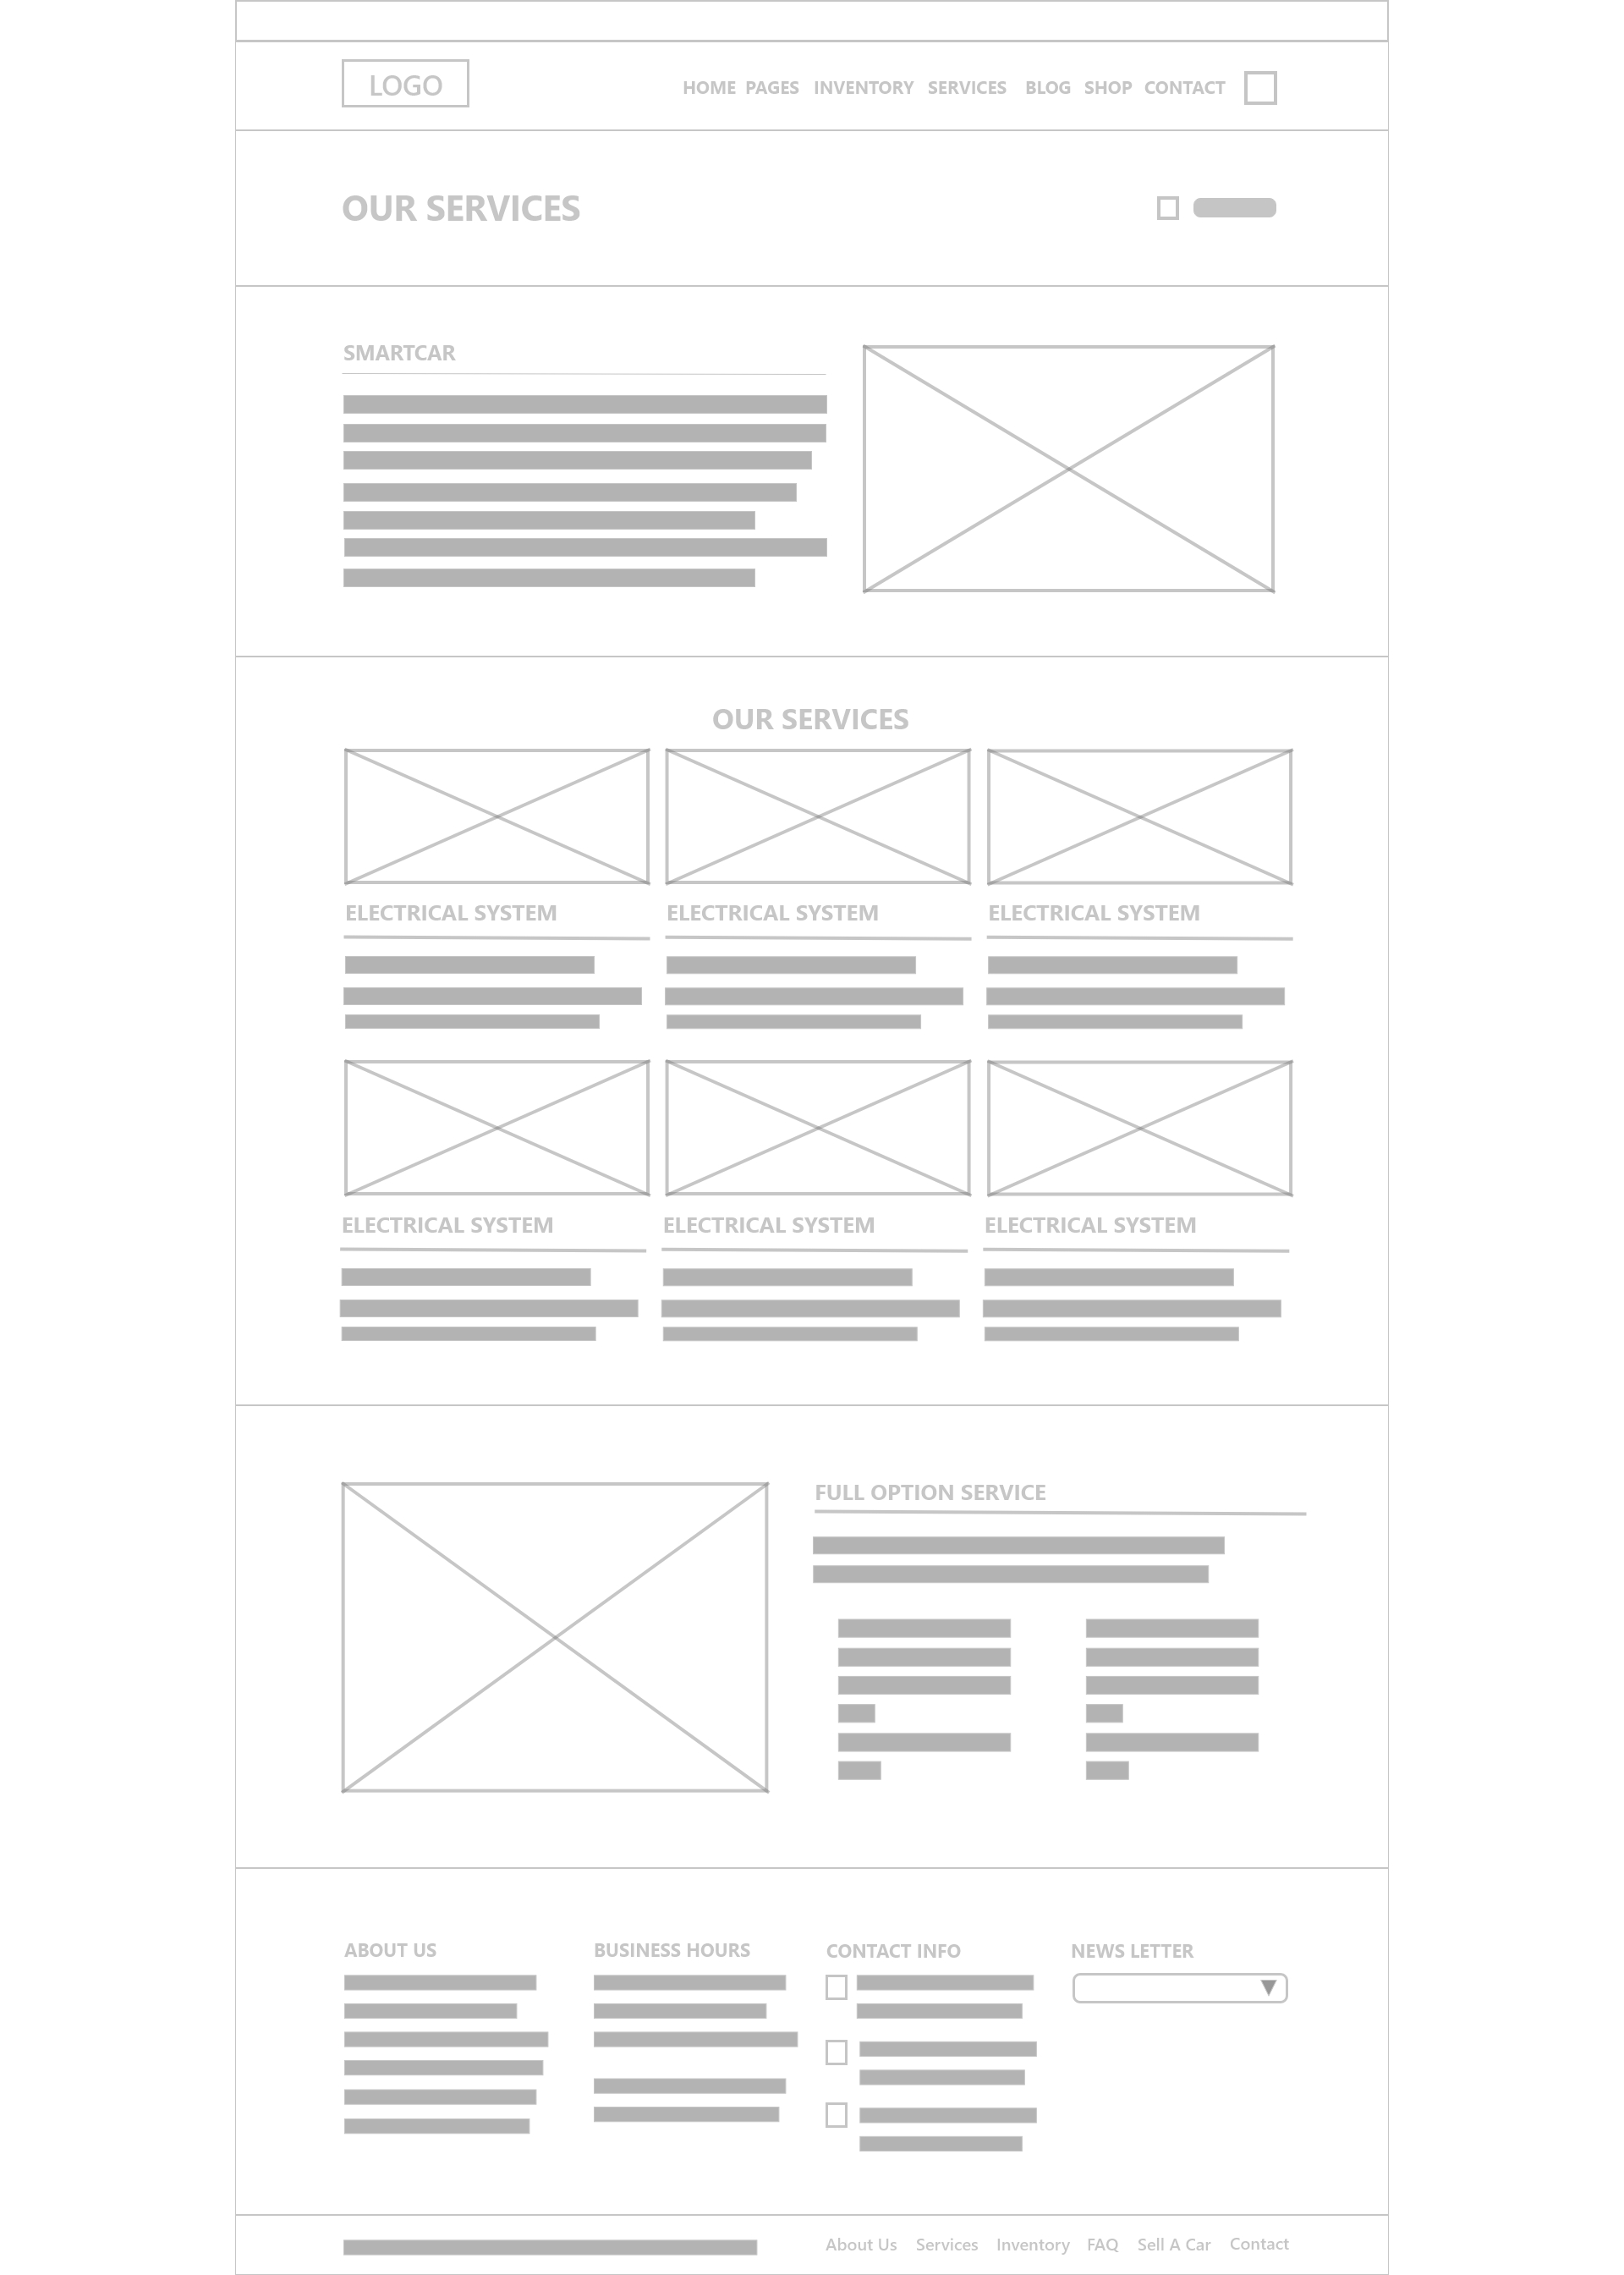 LOGO
HOME PAGES INVENTORY SERVICES BLOG SHOP CONTACT
OUR SERVICES
SMARTCAR
OUR SERVICES
ELECTRICAL SYSTEM ELECTRICAL SYSTEM ELECTRICAL SYSTEM
ELECTRICAL SYSTEM ELECTRICAL SYSTEM ELECTRICAL SYSTEM
FULL OPTION SERVICE
ABOUT US BUSINESS HOURS CONTACT INFO NEWS LETTER
About Us Services Inventory FAQ Sell A Car Contact